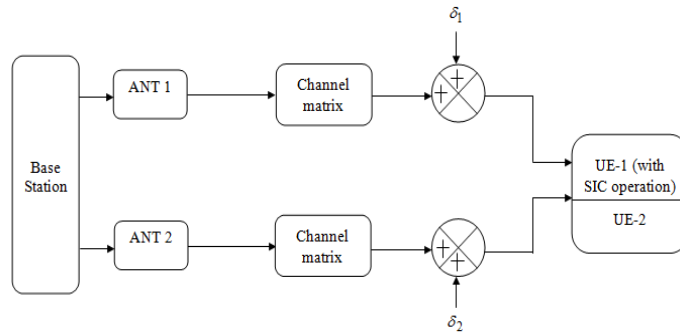 δ1
ANT 1
Channel
matrix
+
+
Base
Station
UE-1 (with
SIC operation)
UE-2
ANT 2
Channel
matrix
+
+
δ2